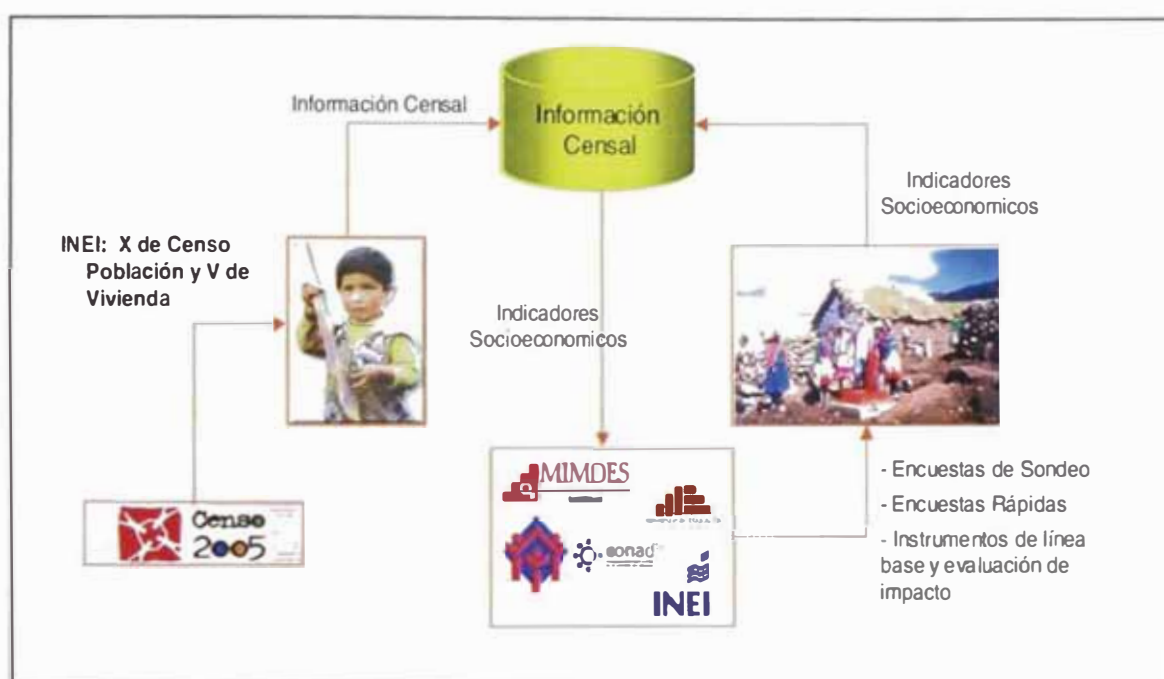 Información Censal
Información
Censal
Indicadores
Socioeconomicos
INEI: X de Censo
Población y V de
Vivienda
Indicadores
Socioeconomicos
MIMDES
INEI
Censo
2005
- Encuestas de Sondeo
- Encuestas Rápidas
- Instrumentos de línea
base y evaluación de
impacto